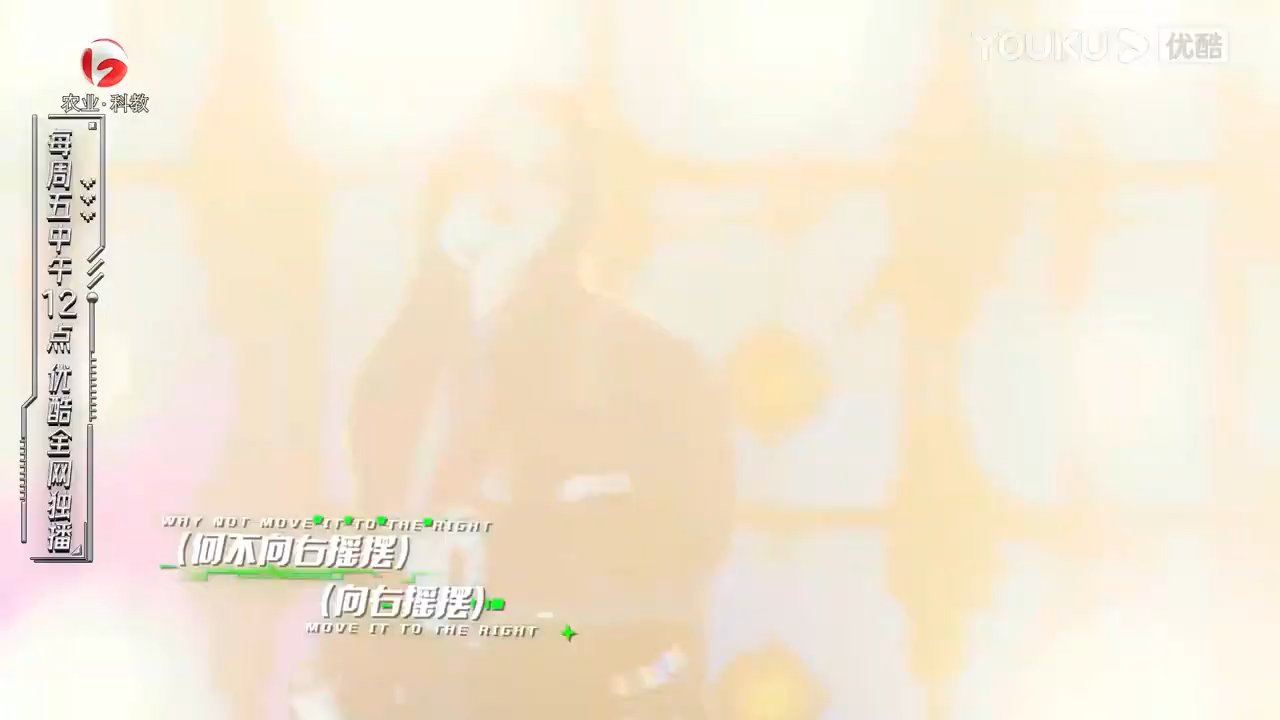 YOUKU 优酷
农业·科教
每周五中午12点 优酷全网独播
WHY NOT MOVE IT TO THE RIGHT
(何不向右摇摆)
(向右摇摆)
MOVE IT TO THE RIGHT